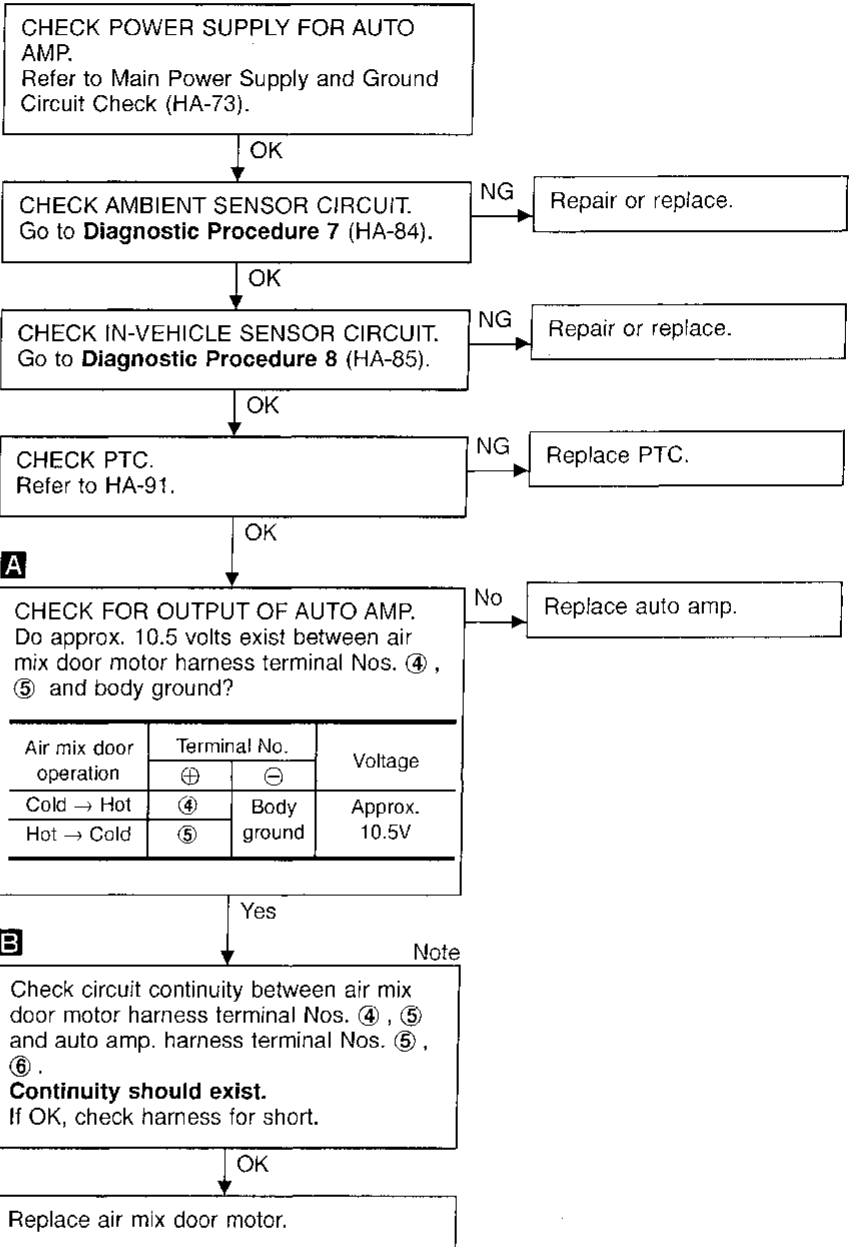 CHECK POWER SUPPLY FOR AUTO
AMP.
Refer to Main Power Supply and Ground
Circuit Check (HA-73).
OK
CHECK AMBIENT SENSOR CIRCUIT.
Go to Diagnostic Procedure 7 (HA-84).
NG
Repair or replace.
OK
CHECK IN-VEHICLE SENSOR CIRCUIT.
Go to Diagnostic Procedure 8 (HA-85).
NG
Repair or replace.
OK
CHECK PTC.
Refer to HA-91.
NG
Replace PTC.
OK
A
CHECK FOR OUTPUT OF AUTO AMP.
Do approx. 10.5 volts exist between air
mix door motor harness terminal Nos. ④ ,
⑤ and body ground?
No
Replace auto amp.
Air mix door operation Terminal No. Voltage
⊕ ⊖
Cold → Hot ④ Body ground Approx. 10.5V
Hot → Cold ⑤
Yes
B
Note
Check circuit continuity between air mix
door motor harness terminal Nos. ④ , ⑤
and auto amp. harness terminal Nos. ⑤ ,
⑥ .
Continuity should exist.
If OK, check harness for short.
OK
Replace air mix door motor.